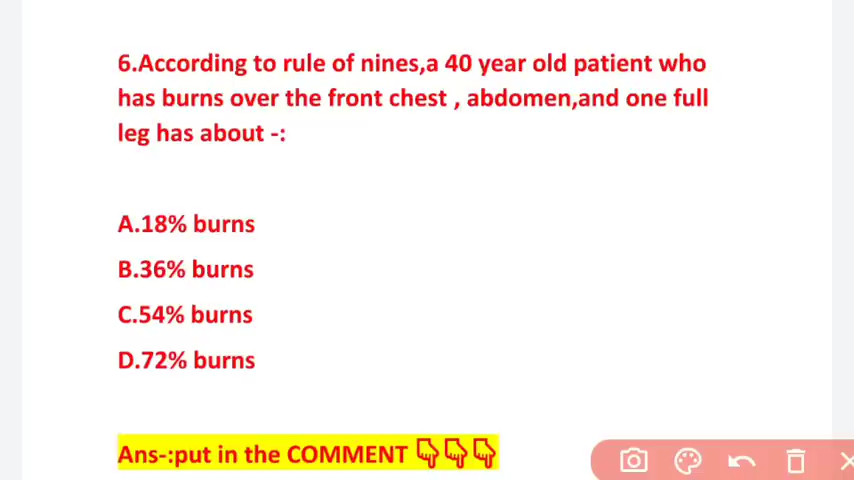 6.According to rule of nines,a 40 year old patient who
has burns over the front chest , abdomen,and one full
leg has about -:
A.18% burns
B.36% burns
C.54% burns
D.72% burns
Ans-:put in the COMMENT 👇👇👇